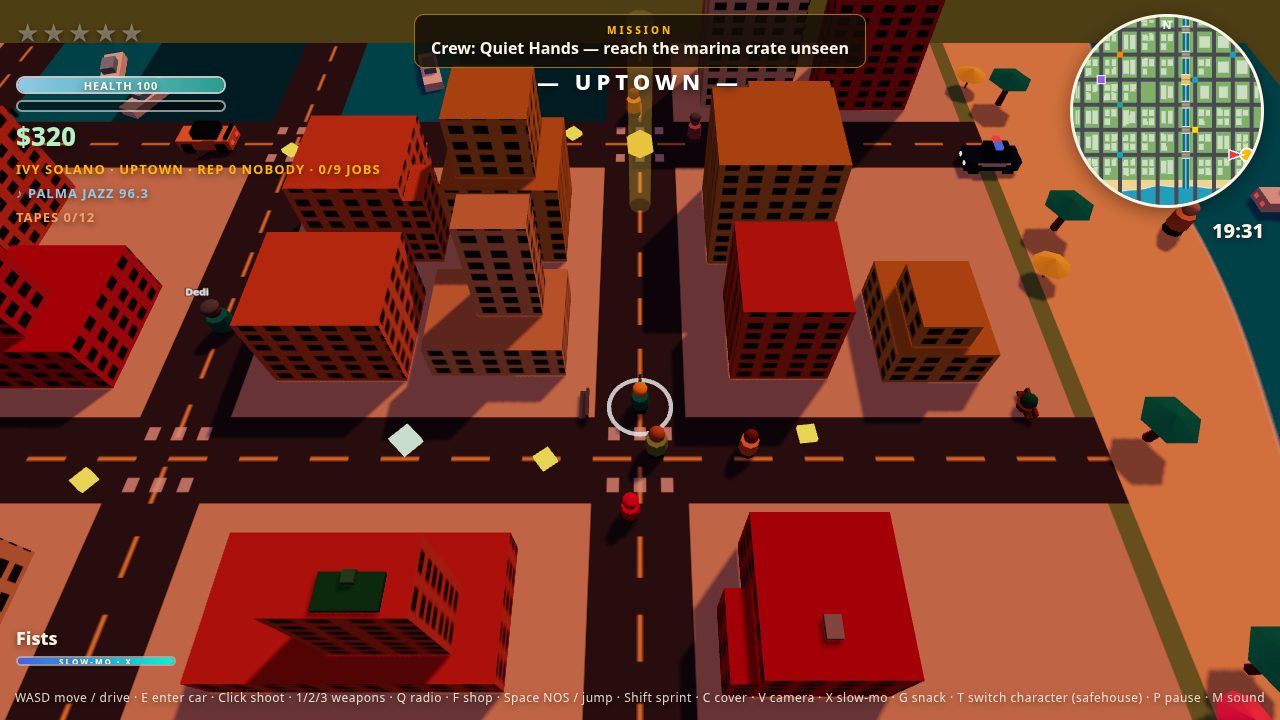 MISSION
Crew: Quiet Hands — reach the marina crate unseen
— UPTOWN —
N
HEALTH 100
$320
IVY SOLANO · UPTOWN · REP 0 NOBODY · 0/9 JOBS
♪ PALMA JAZZ 96.3
TAPES 0/12
19:31
Dedi
Fists
SLOW-MO · X
WASD move / drive · E enter car · Click shoot · 1/2/3 weapons · Q radio · F shop · Space NOS / jump · Shift sprint · C cover · V camera · X slow-mo · G snack · T switch character (safehouse) · P pause · M sound